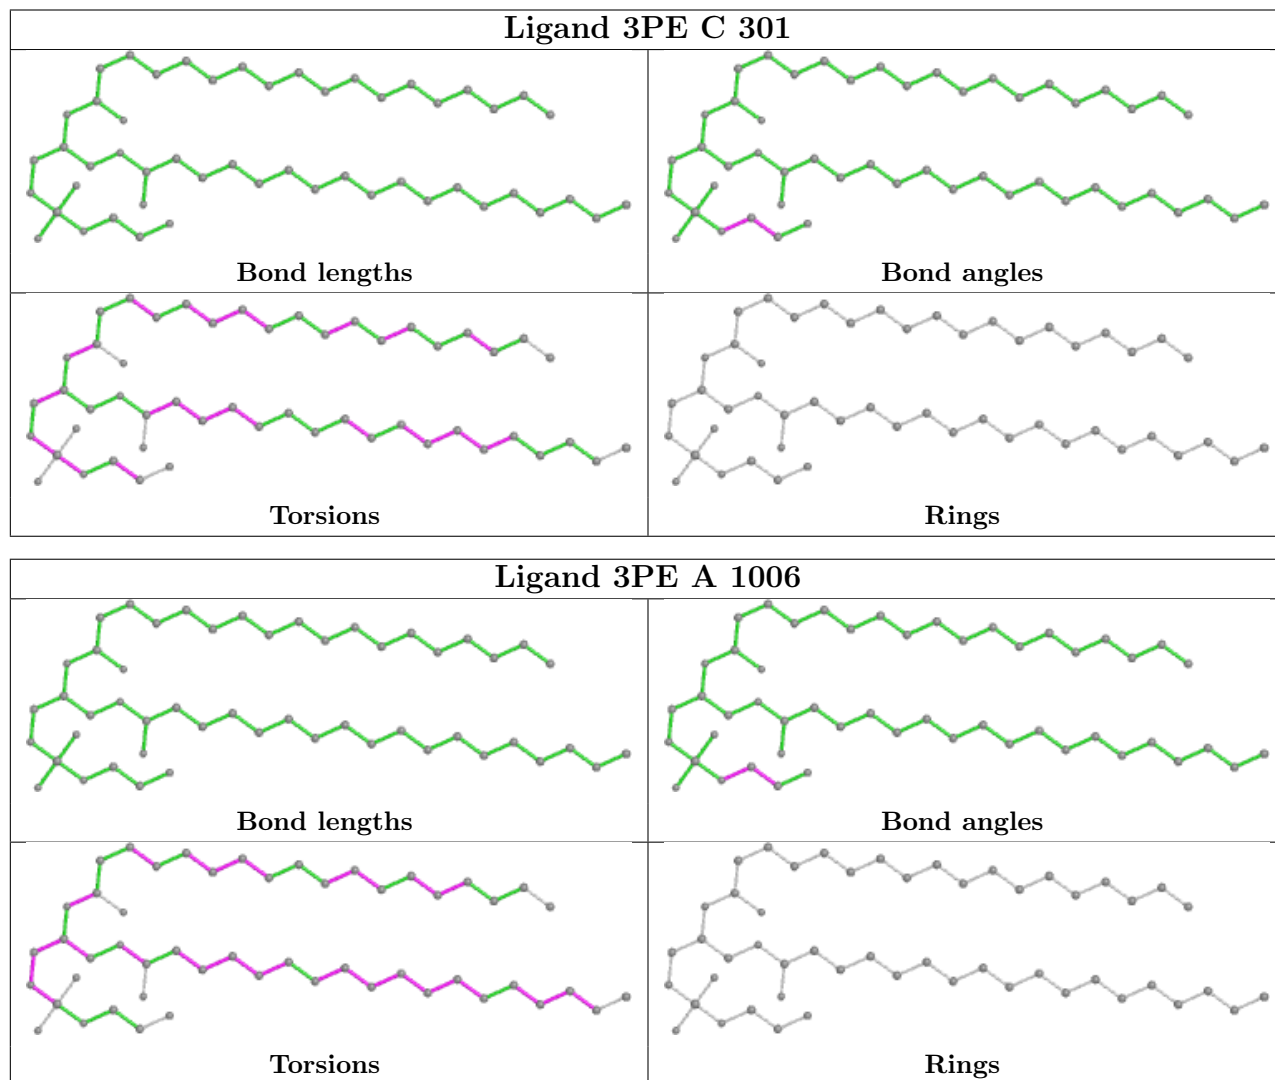 Ligand 3PE C 301
Bond lengths
Bond angles
Torsions
Rings
Ligand 3PE A 1006
Bond lengths
Bond angles
Torsions
Rings